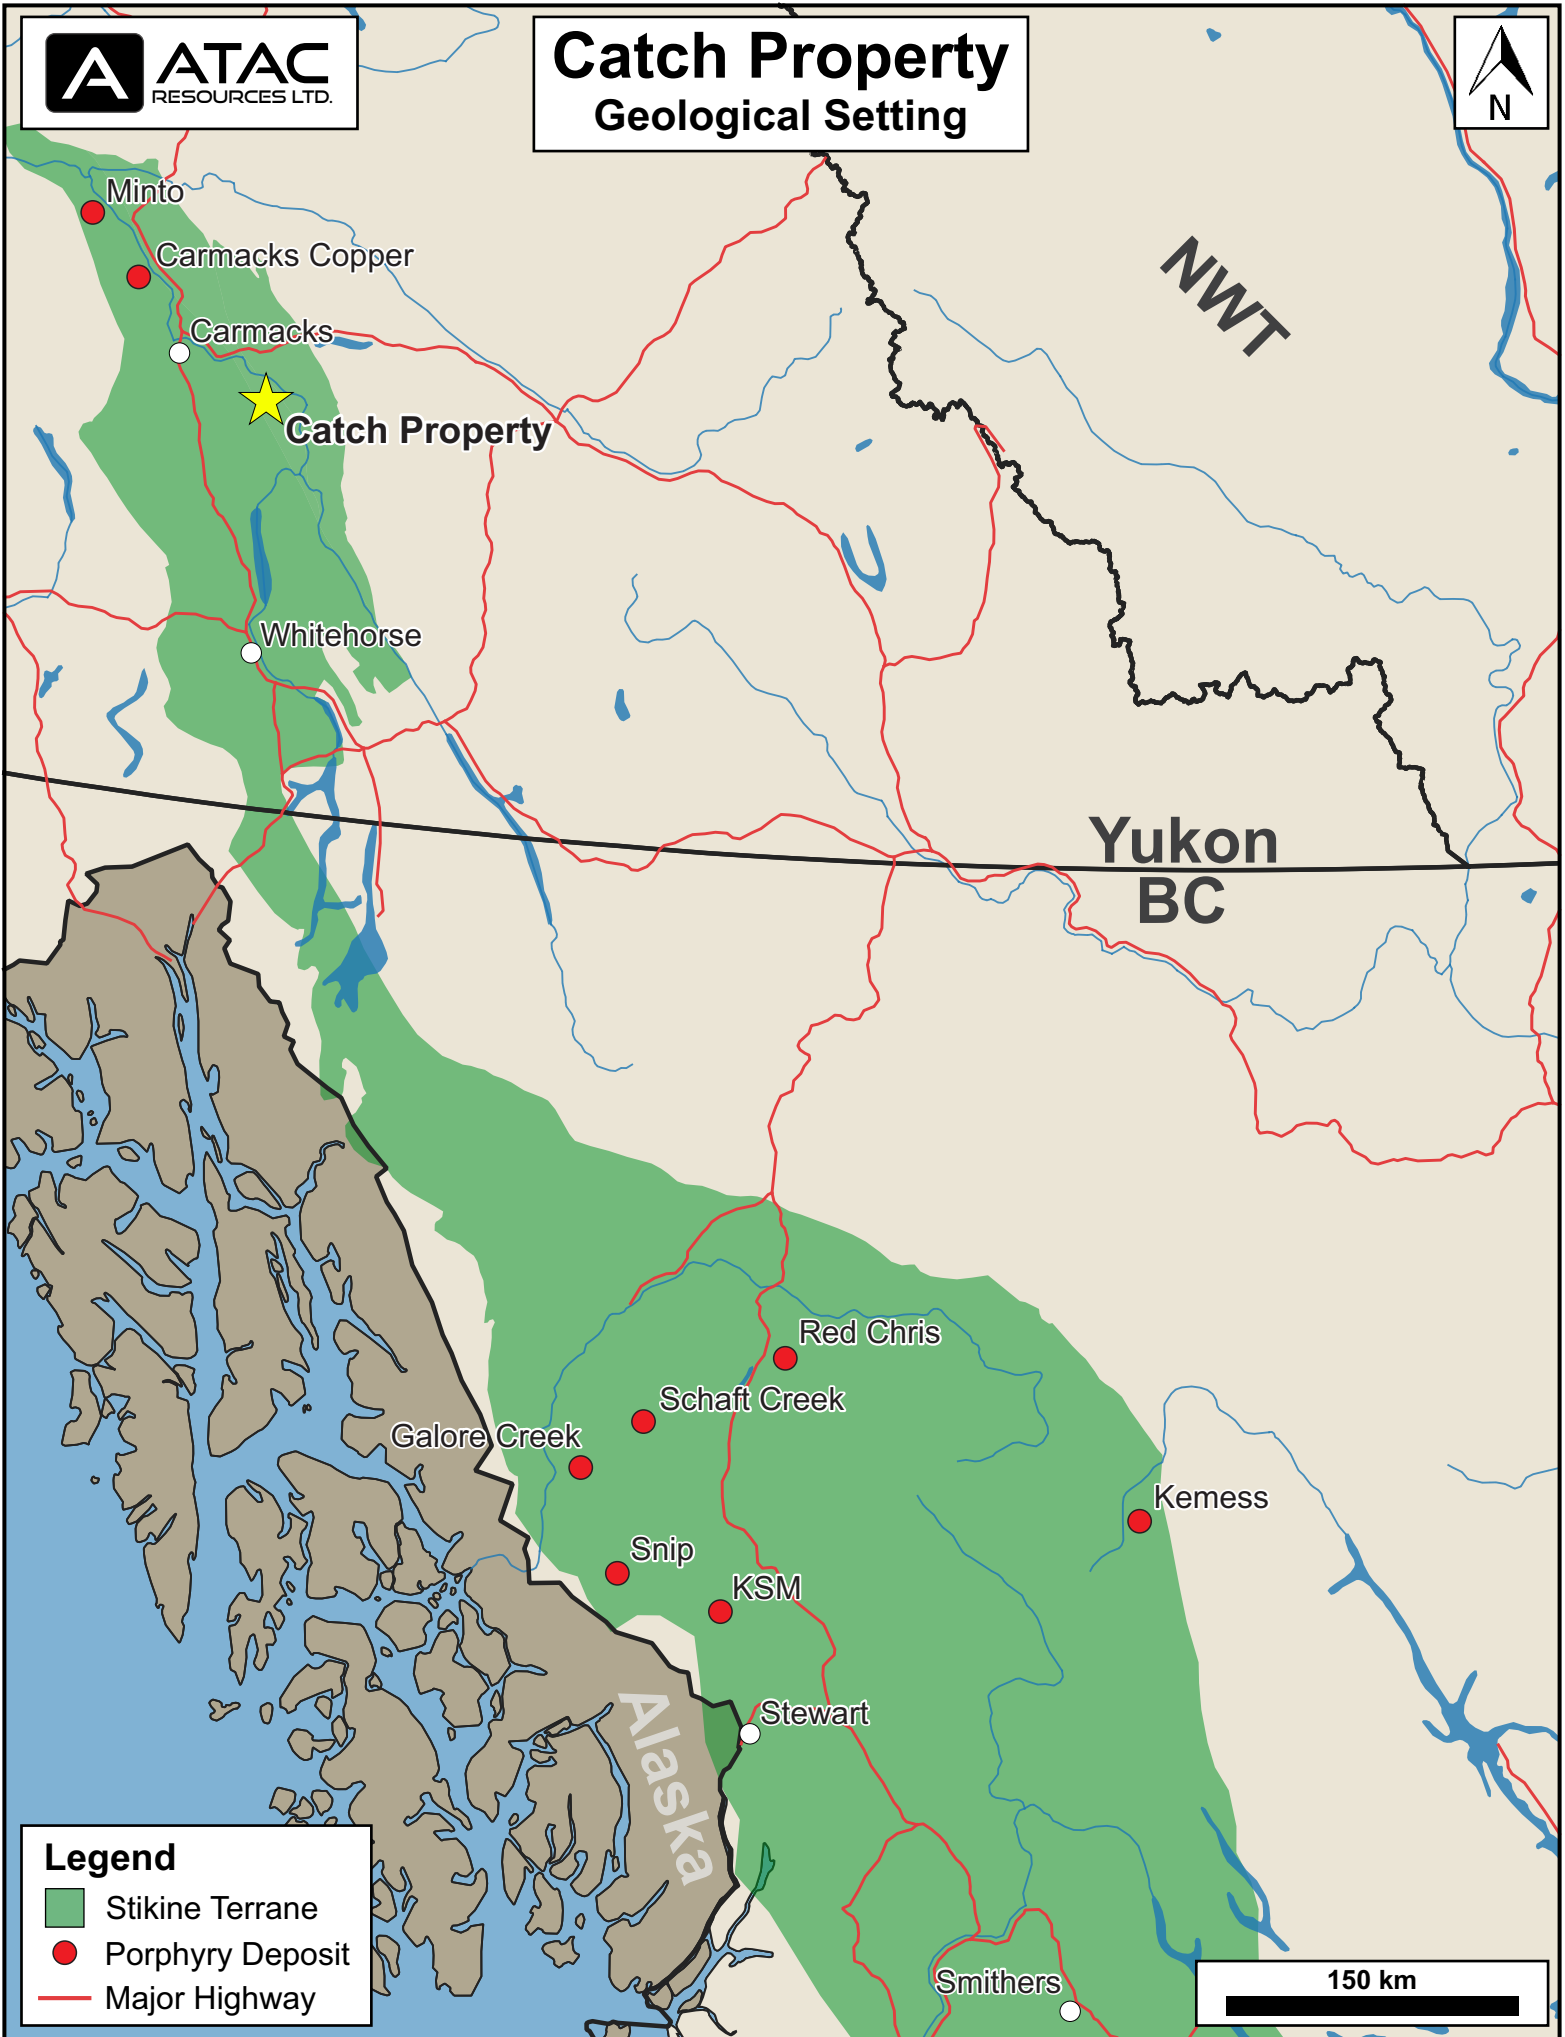 ATAC
RESOURCES LTD.
Catch Property
Geological Setting
N
Minto
Carmacks Copper
NWT
Carmacks
Catch Property
Whitehorse
Yukon
BC
Red Chris
Schaft Creek
Galore Creek
Kemess
Snip
KSM
Stewart
Alaska
Smithers
Legend
Stikine Terrane
Porphyry Deposit
Major Highway
150 km